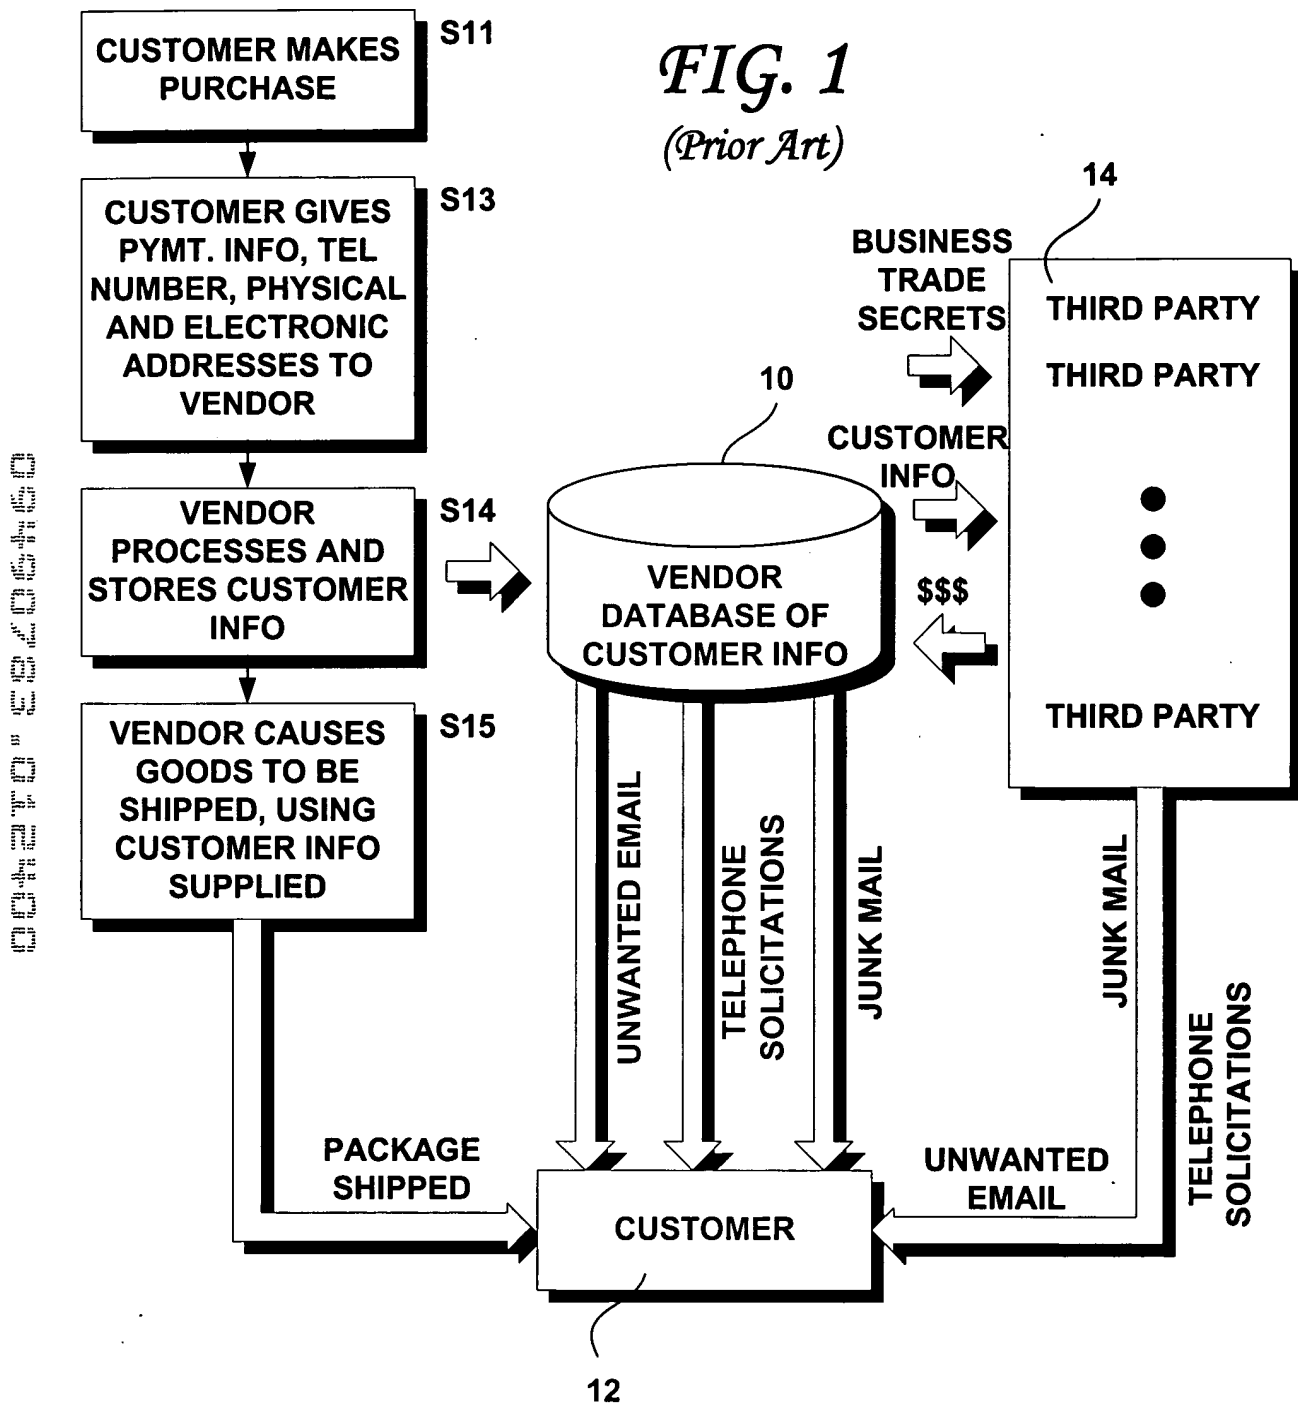 FIG. 1
(Prior Art)
CUSTOMER MAKES
PURCHASE
S11
CUSTOMER GIVES
PYMT. INFO, TEL
NUMBER, PHYSICAL
AND ELECTRONIC
ADDRESSES TO
VENDOR
S13
VENDOR
PROCESSES AND
STORES CUSTOMER
INFO
S14
VENDOR CAUSES
GOODS TO BE
SHIPPED, USING
CUSTOMER INFO
SUPPLIED
S15
10
VENDOR
DATABASE OF
CUSTOMER INFO
BUSINESS
TRADE
SECRETS
CUSTOMER
INFO
$$$
14
THIRD PARTY
THIRD PARTY
THIRD PARTY
UNWANTED EMAIL
TELEPHONE
SOLICITATIONS
JUNK MAIL
JUNK MAIL
TELEPHONE
SOLICITATIONS
UNWANTED
EMAIL
PACKAGE
SHIPPED
CUSTOMER
12